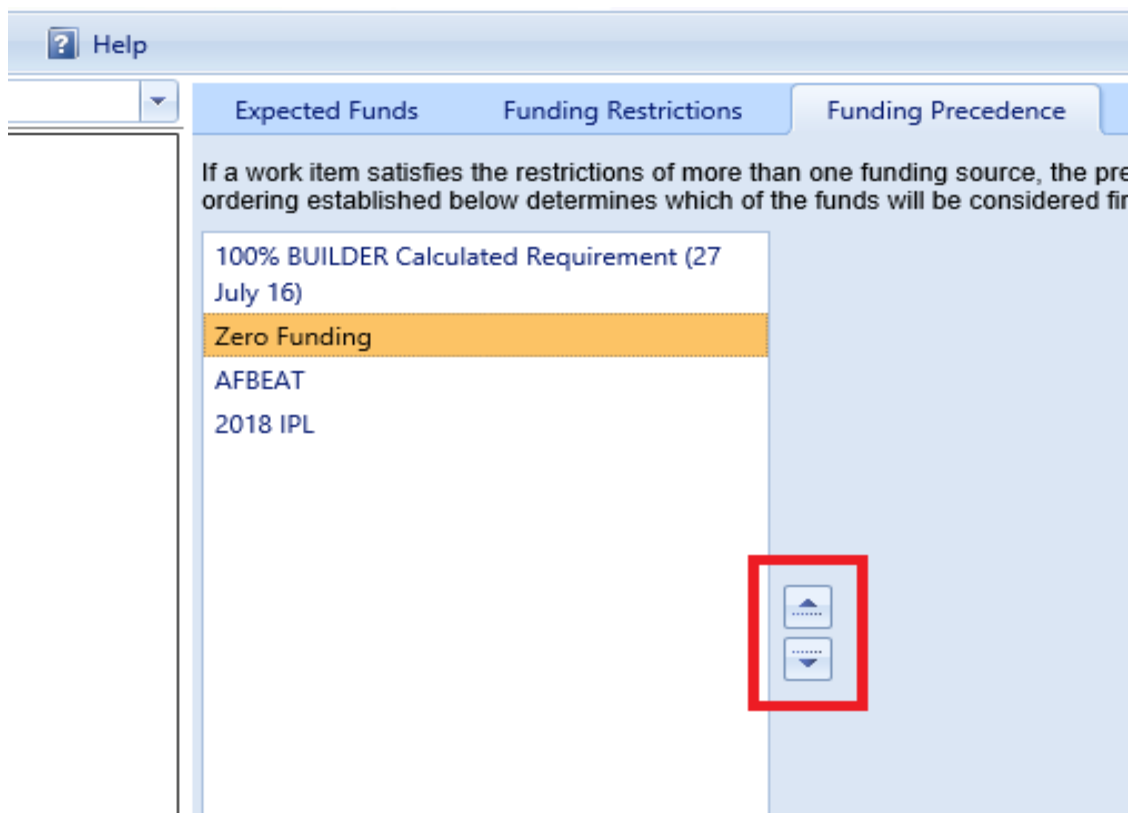 Help
Expected Funds Funding Restrictions Funding Precedence
If a work item satisfies the restrictions of more than one funding source, the
ordering established below determines which of the funds will be considered
100% BUILDER Calculated Requirement (27
July 16)
Zero Funding
AFBEAT
2018 IPL